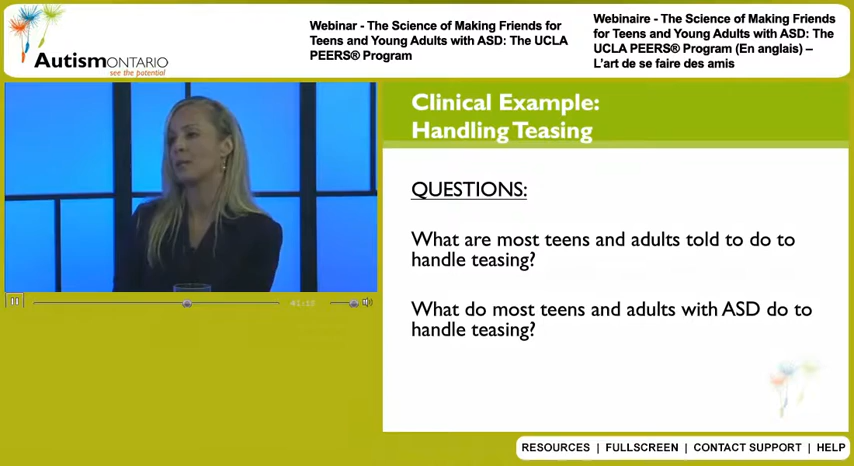 AutismONTARIO
see the potential
Webinar - The Science of Making Friends for
Teens and Young Adults with ASD: The UCLA
PEERS® Program
Webinaire - The Science of Making Friends
for Teens and Young Adults with ASD: The
UCLA PEERS® Program (En anglais) –
L'art de se faire des amis
Clinical Example:
Handling Teasing
QUESTIONS:
What are most teens and adults told to do to
handle teasing?
What do most teens and adults with ASD do to
handle teasing?
41:15
RESOURCES | FULLSCREEN | CONTACT SUPPORT | HELP